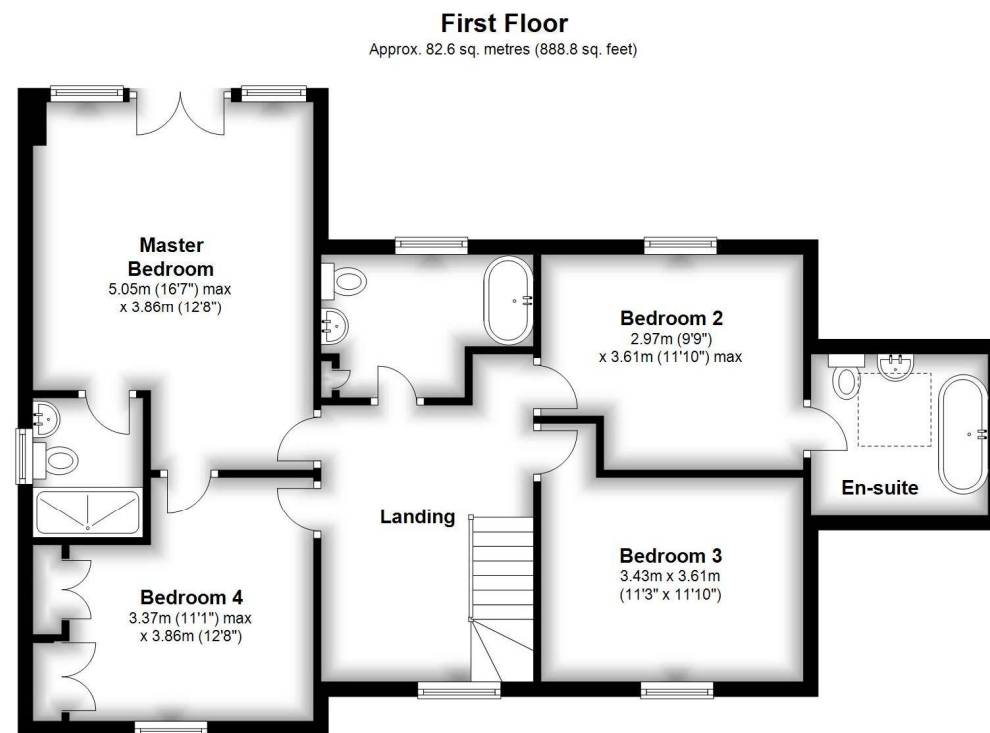 First Floor
Approx. 82.6 sq. metres (888.8 sq. feet)
Master
Bedroom
5.05m (16'7") max
x 3.86m (12'8")
Bedroom 2
2.97m (9'9")
x 3.61m (11'10") max
En-suite
Landing
Bedroom 3
3.43m x 3.61m
(11'3" x 11'10")
Bedroom 4
3.37m (11'1") max
x 3.86m (12'8")